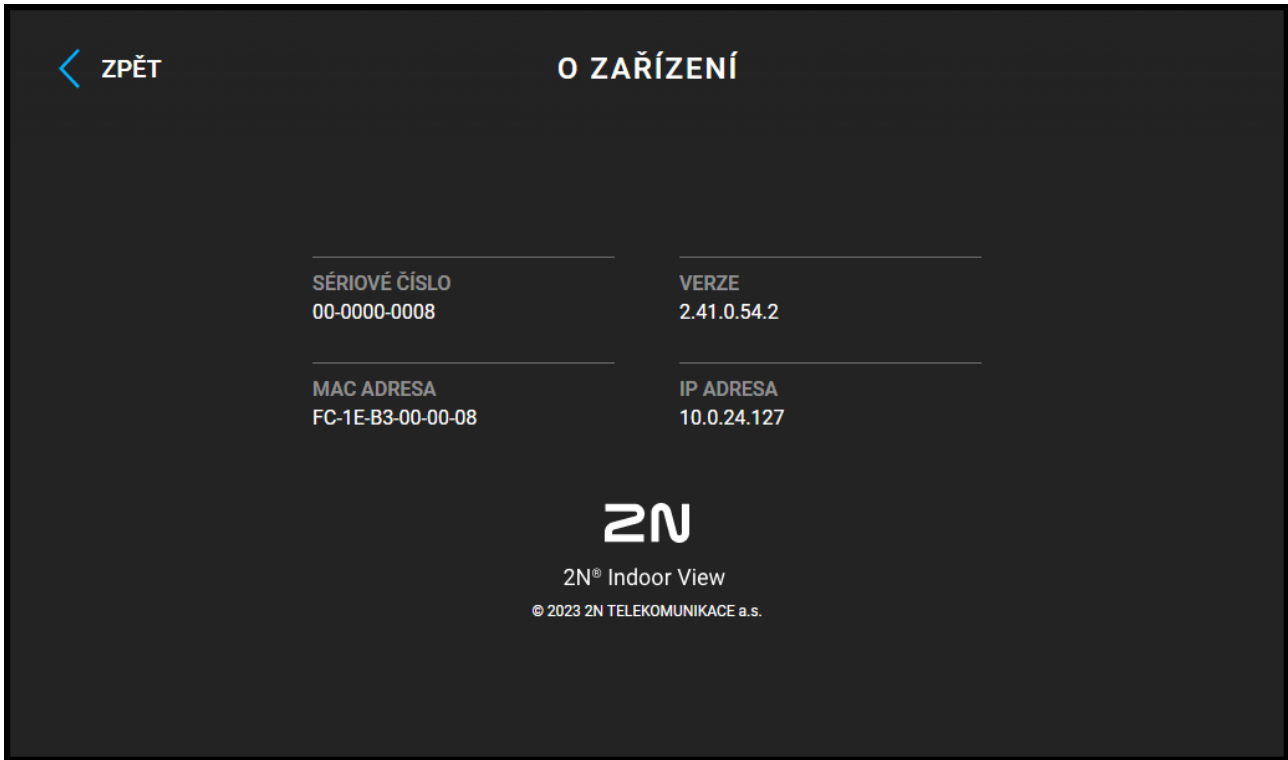 ZPĚT
O ZAŘÍZENÍ
SÉRIOVÉ ČÍSLO
00-0000-0008
VERZE
2.41.0.54.2
MAC ADRESA
FC-1E-B3-00-00-08
IP ADRESA
10.0.24.127
2N
2N® Indoor View
© 2023 2N TELEKOMUNIKACE a.s.